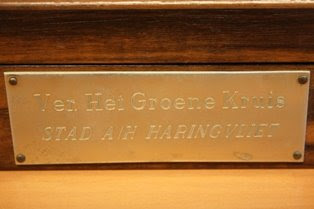 Ver. Het Groene Kruis
STAD A/H HARINGVLIET